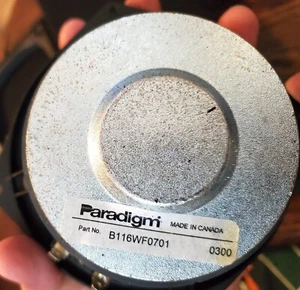 Paradigm MADE IN CANADA
Part No. B116WF0701
0300